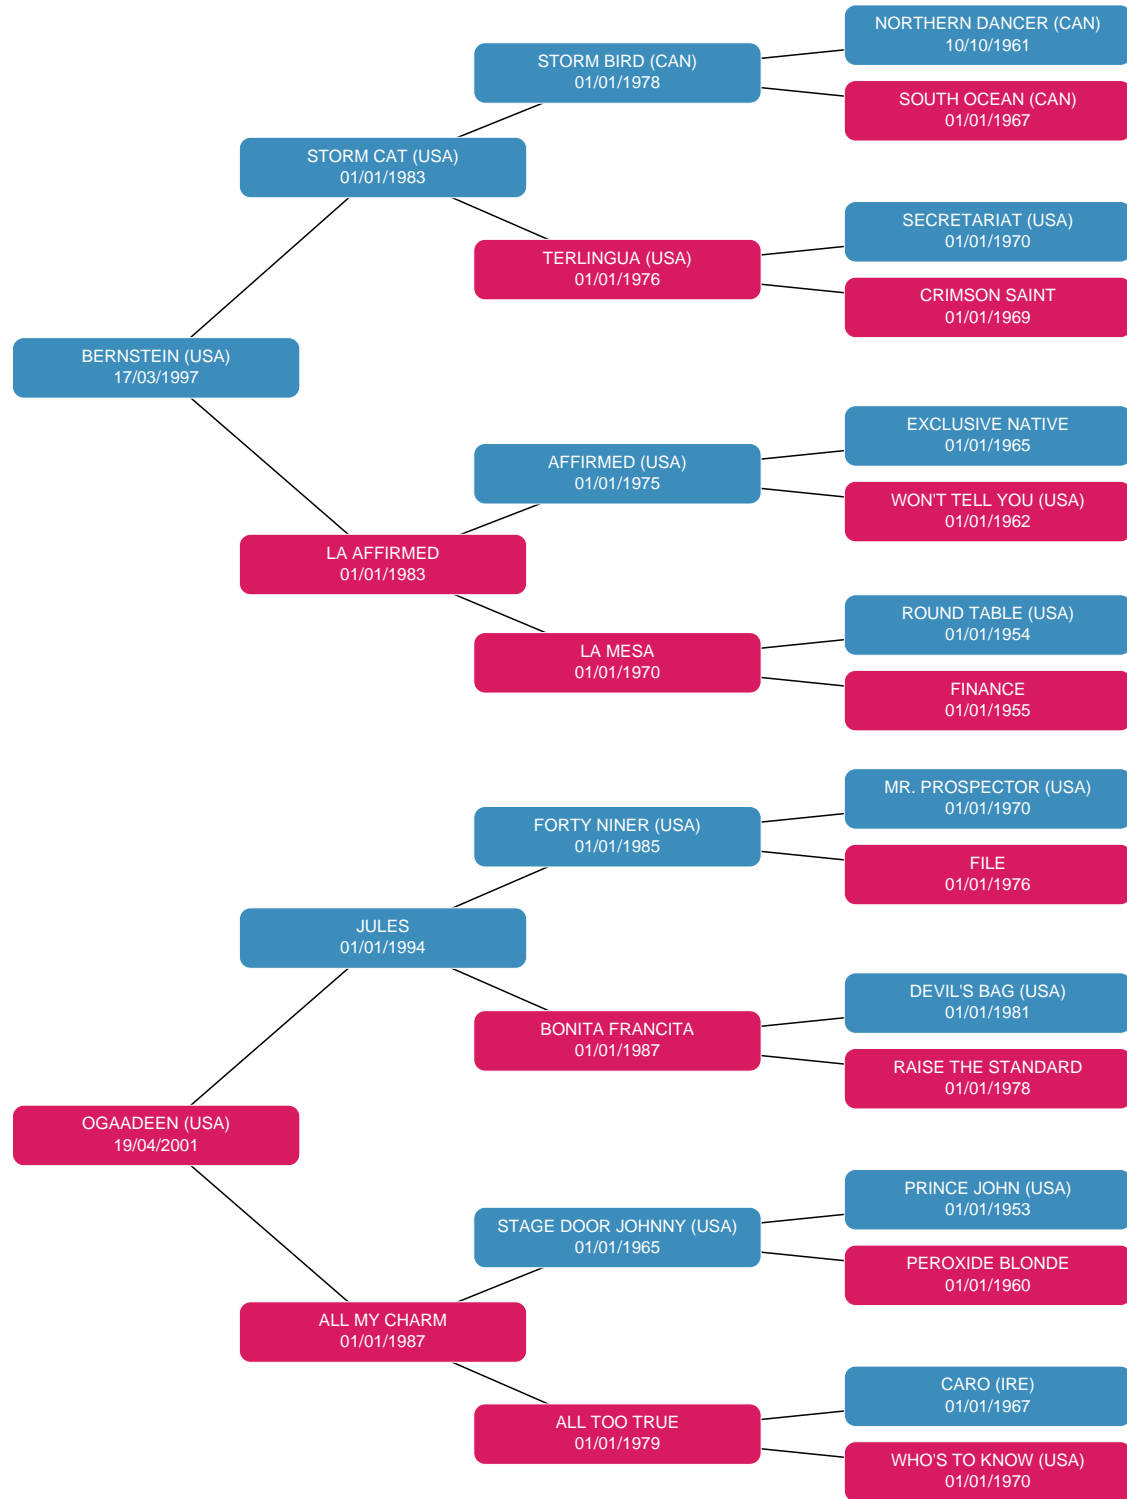 NORTHERN DANCER (CAN)
10/10/1961
STORM BIRD (CAN)
01/01/1978
SOUTH OCEAN (CAN)
01/01/1967
STORM CAT (USA)
01/01/1983
SECRETARIAT (USA)
01/01/1970
TERLINGUA (USA)
01/01/1976
CRIMSON SAINT
01/01/1969
BERNSTEIN (USA)
17/03/1997
EXCLUSIVE NATIVE
01/01/1965
AFFIRMED (USA)
01/01/1975
WON'T TELL YOU (USA)
01/01/1962
LA AFFIRMED
01/01/1983
ROUND TABLE (USA)
01/01/1954
LA MESA
01/01/1970
FINANCE
01/01/1955
MR. PROSPECTOR (USA)
01/01/1970
FORTY NINER (USA)
01/01/1985
FILE
01/01/1976
JULES
01/01/1994
DEVIL'S BAG (USA)
01/01/1981
BONITA FRANCITA
01/01/1987
RAISE THE STANDARD
01/01/1978
OGAADEEN (USA)
19/04/2001
PRINCE JOHN (USA)
01/01/1953
STAGE DOOR JOHNNY (USA)
01/01/1965
PEROXIDE BLONDE
01/01/1960
ALL MY CHARM
01/01/1987
CARO (IRE)
01/01/1967
ALL TOO TRUE
01/01/1979
WHO'S TO KNOW (USA)
01/01/1970